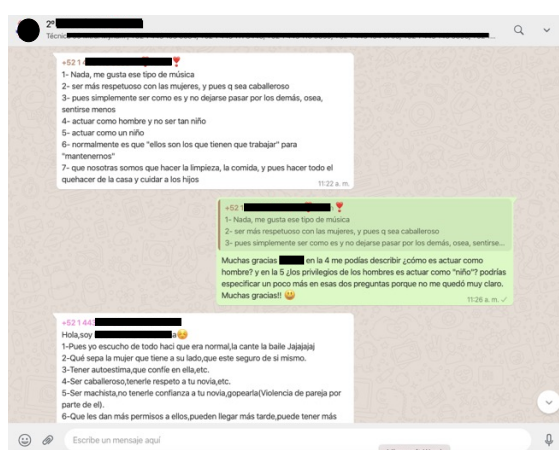 2º
Técnic
+52 1 4
1- Nada, me gusta ese tipo de música
2- ser más respetuoso con las mujeres, y pues q sea caballeroso
3- pues simplemente ser como es y no dejarse pasar por los demás, osea,
sentirse menos
4- actuar como hombre y no ser tan niño
5- actuar como un niño
6- normalmente es que "ellos son los que tienen que trabajar" para
"mantenernos"
7- que nosotras somos que hacer la limpieza, la comida, y pues hacer todo el
quehacer de la casa y cuidar a los hijos
11:22 a. m.
+52 1
1- Nada, me gusta ese tipo de música
2- ser más respetuoso con las mujeres, y pues q sea caballeroso
3- pues simplemente ser como es y no dejarse pasar por los demás, osea, sentirse...
Muchas gracias en la 4 me podías describir ¿cómo es actuar como
hombre? y en la 5 ¿los privilegios de los hombres es actuar como "niño"? podrías
especificar un poco más en esas dos preguntas porque no me quedó muy claro.
Muchas gracias!! 😀
11:26 a. m. ✓
+52 1 44
Hola,soy a☺️
1-Pues yo escucho de todo haci que era normal,la cante la baile Jajajajaj
2-Qué sepa la mujer que tiene a su lado,que este seguro de si mismo.
3-Tener autoestima,que confíe en ella,etc.
4-Ser caballeroso,tenerle respeto a tu novia,etc.
5-Ser machista,no tenerle confianza a tu novia,gopearla(Violencia de pareja por
parte de el).
6-Que les dan más permisos a ellos,pueden llegar más tarde,puede tener más
Escribe un mensaje aquí